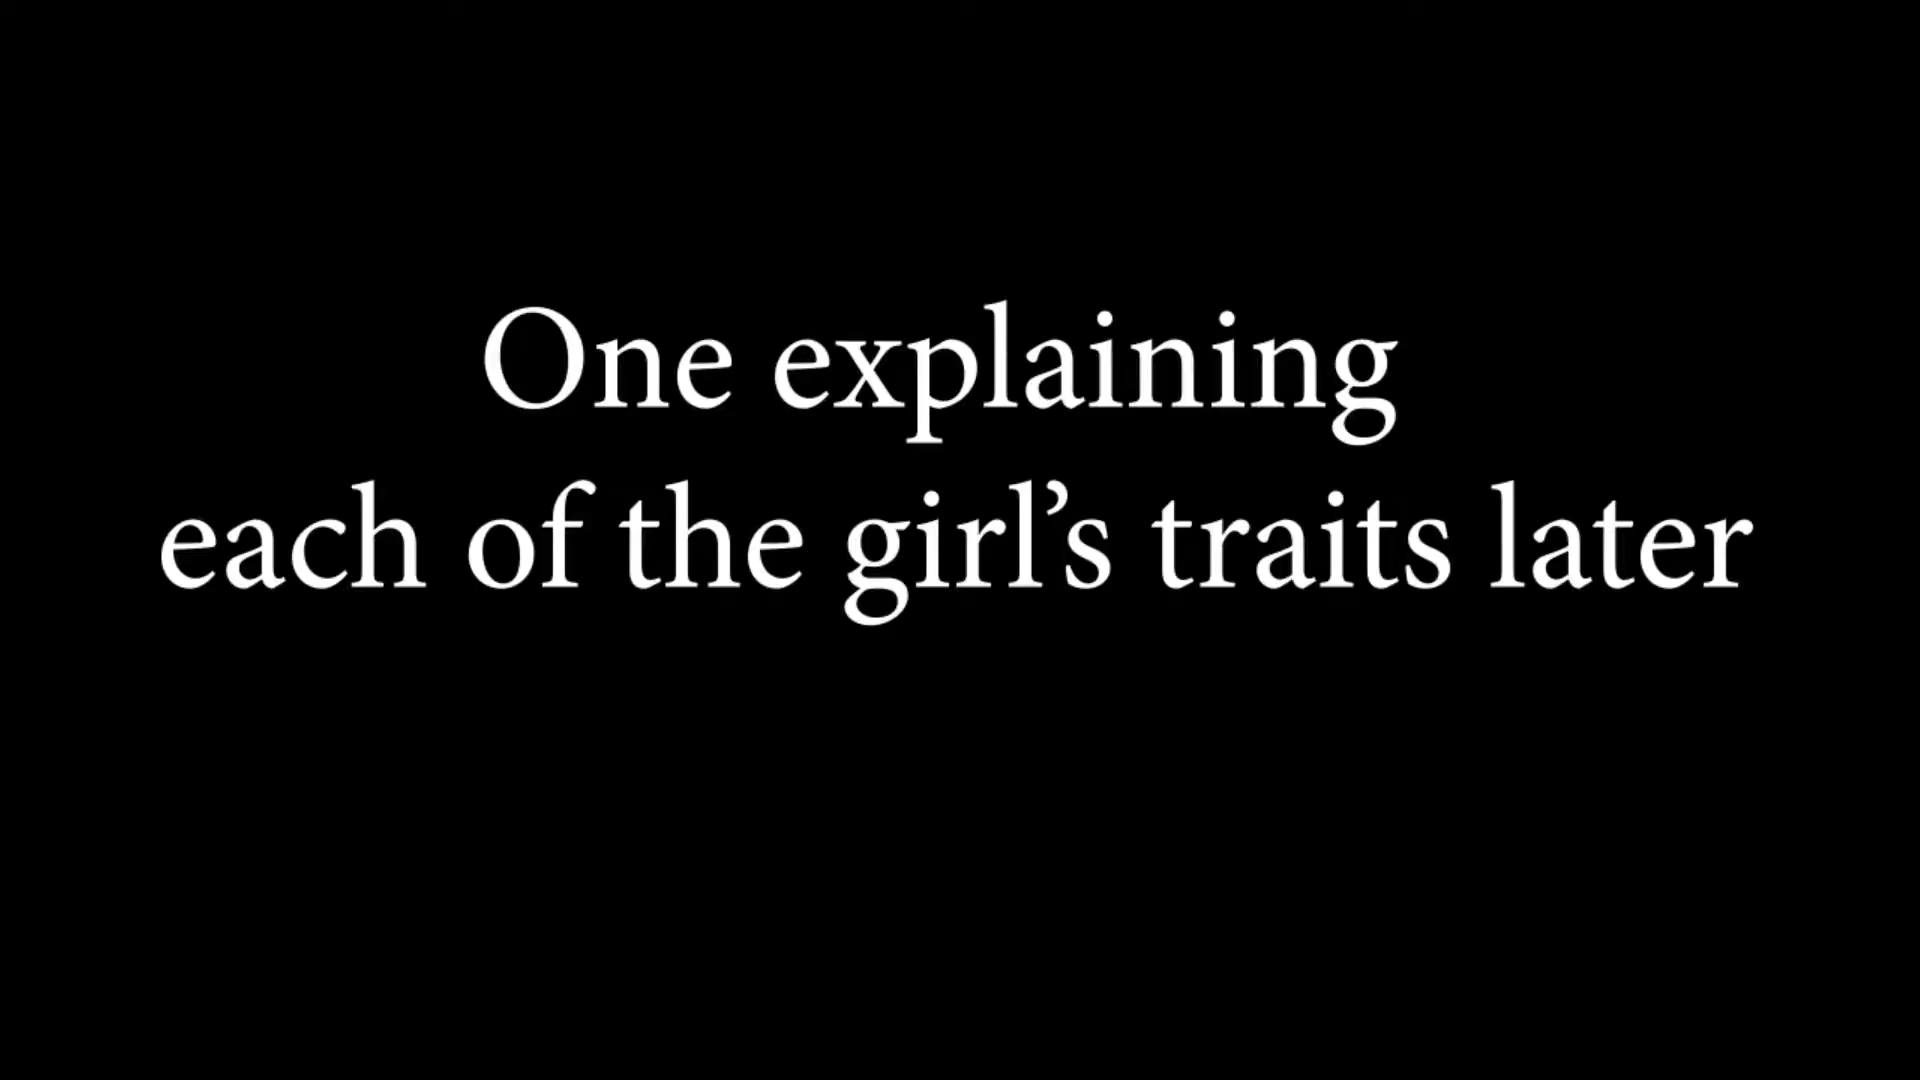 One explaining
each of the girl’s traits later